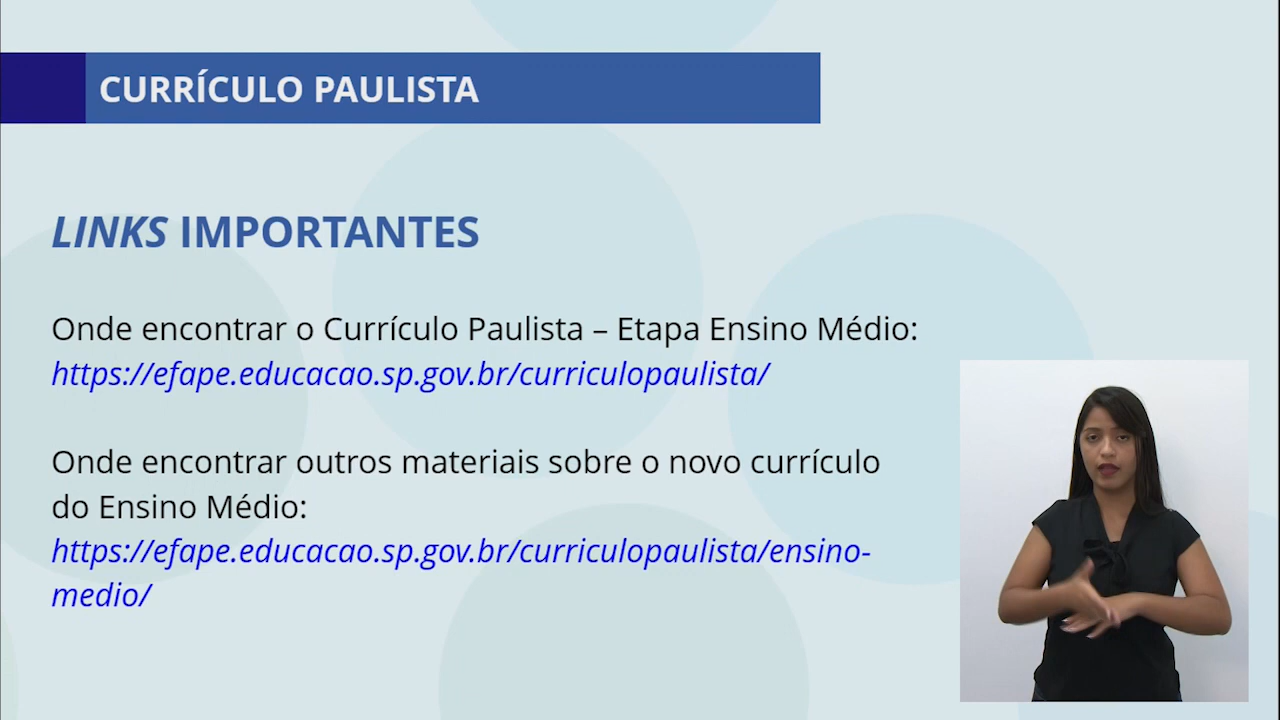 CURRÍCULO PAULISTA
LINKS IMPORTANTES
Onde encontrar o Currículo Paulista – Etapa Ensino Médio:
https://efape.educacao.sp.gov.br/curriculopaulista/
Onde encontrar outros materiais sobre o novo currículo
do Ensino Médio:
https://efape.educacao.sp.gov.br/curriculopaulista/ensino-
medio/